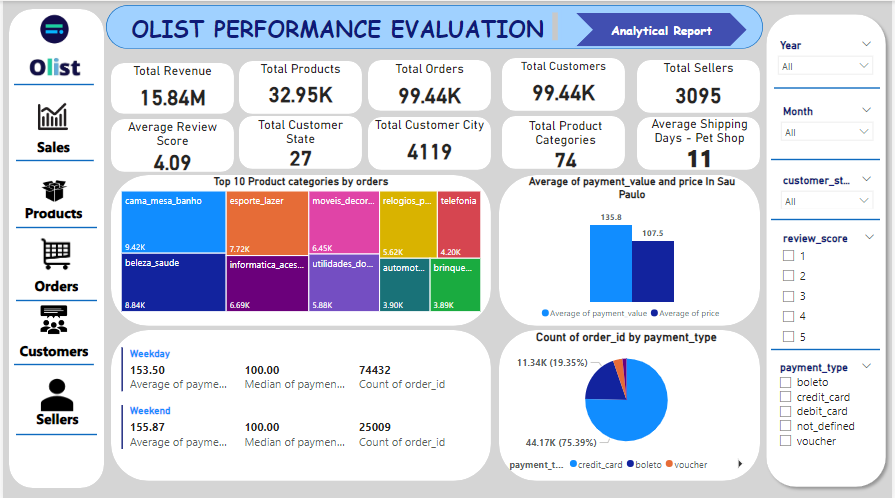 OLIST PERFORMANCE EVALUATION
Analytical Report
Olist
Sales
Products
Orders
Customers
Sellers
Total Revenue
15.84M
Total Products
32.95K
Total Orders
99.44K
Total Customers
99.44K
Total Sellers
3095
Average Review
Score
4.09
Total Customer
State
27
Total Customer City
4119
Total Product
Categories
74
Average Shipping
Days - Pet Shop
11
Top 10 Product categories by orders
cama_mesa_banho
9.42K
beleza_saude
8.84K
esporte_lazer
7.72K
informatica_aces...
6.69K
moveis_decor...
6.45K
utilidades_do...
5.88K
relogios_p...
5.62K
telefonia
4.20K
automot...
3.90K
brinque...
3.89K
Average of payment_value and price In Sau
Paulo
135.8
107.5
Average of payment_value
Average of price
Weekday
153.50
100.00
74432
Average of payme...
Median of paymen...
Count of order_id
Weekend
155.87
100.00
25009
Average of payme...
Median of paymen...
Count of order_id
Count of order_id by payment_type
11.34K (19.35%)
44.17K (75.39%)
payment_t...
credit_card
boleto
voucher
Year
All
Month
All
customer_st...
All
review_score
1
2
3
4
5
payment_type
boleto
credit_card
debit_card
not_defined
voucher